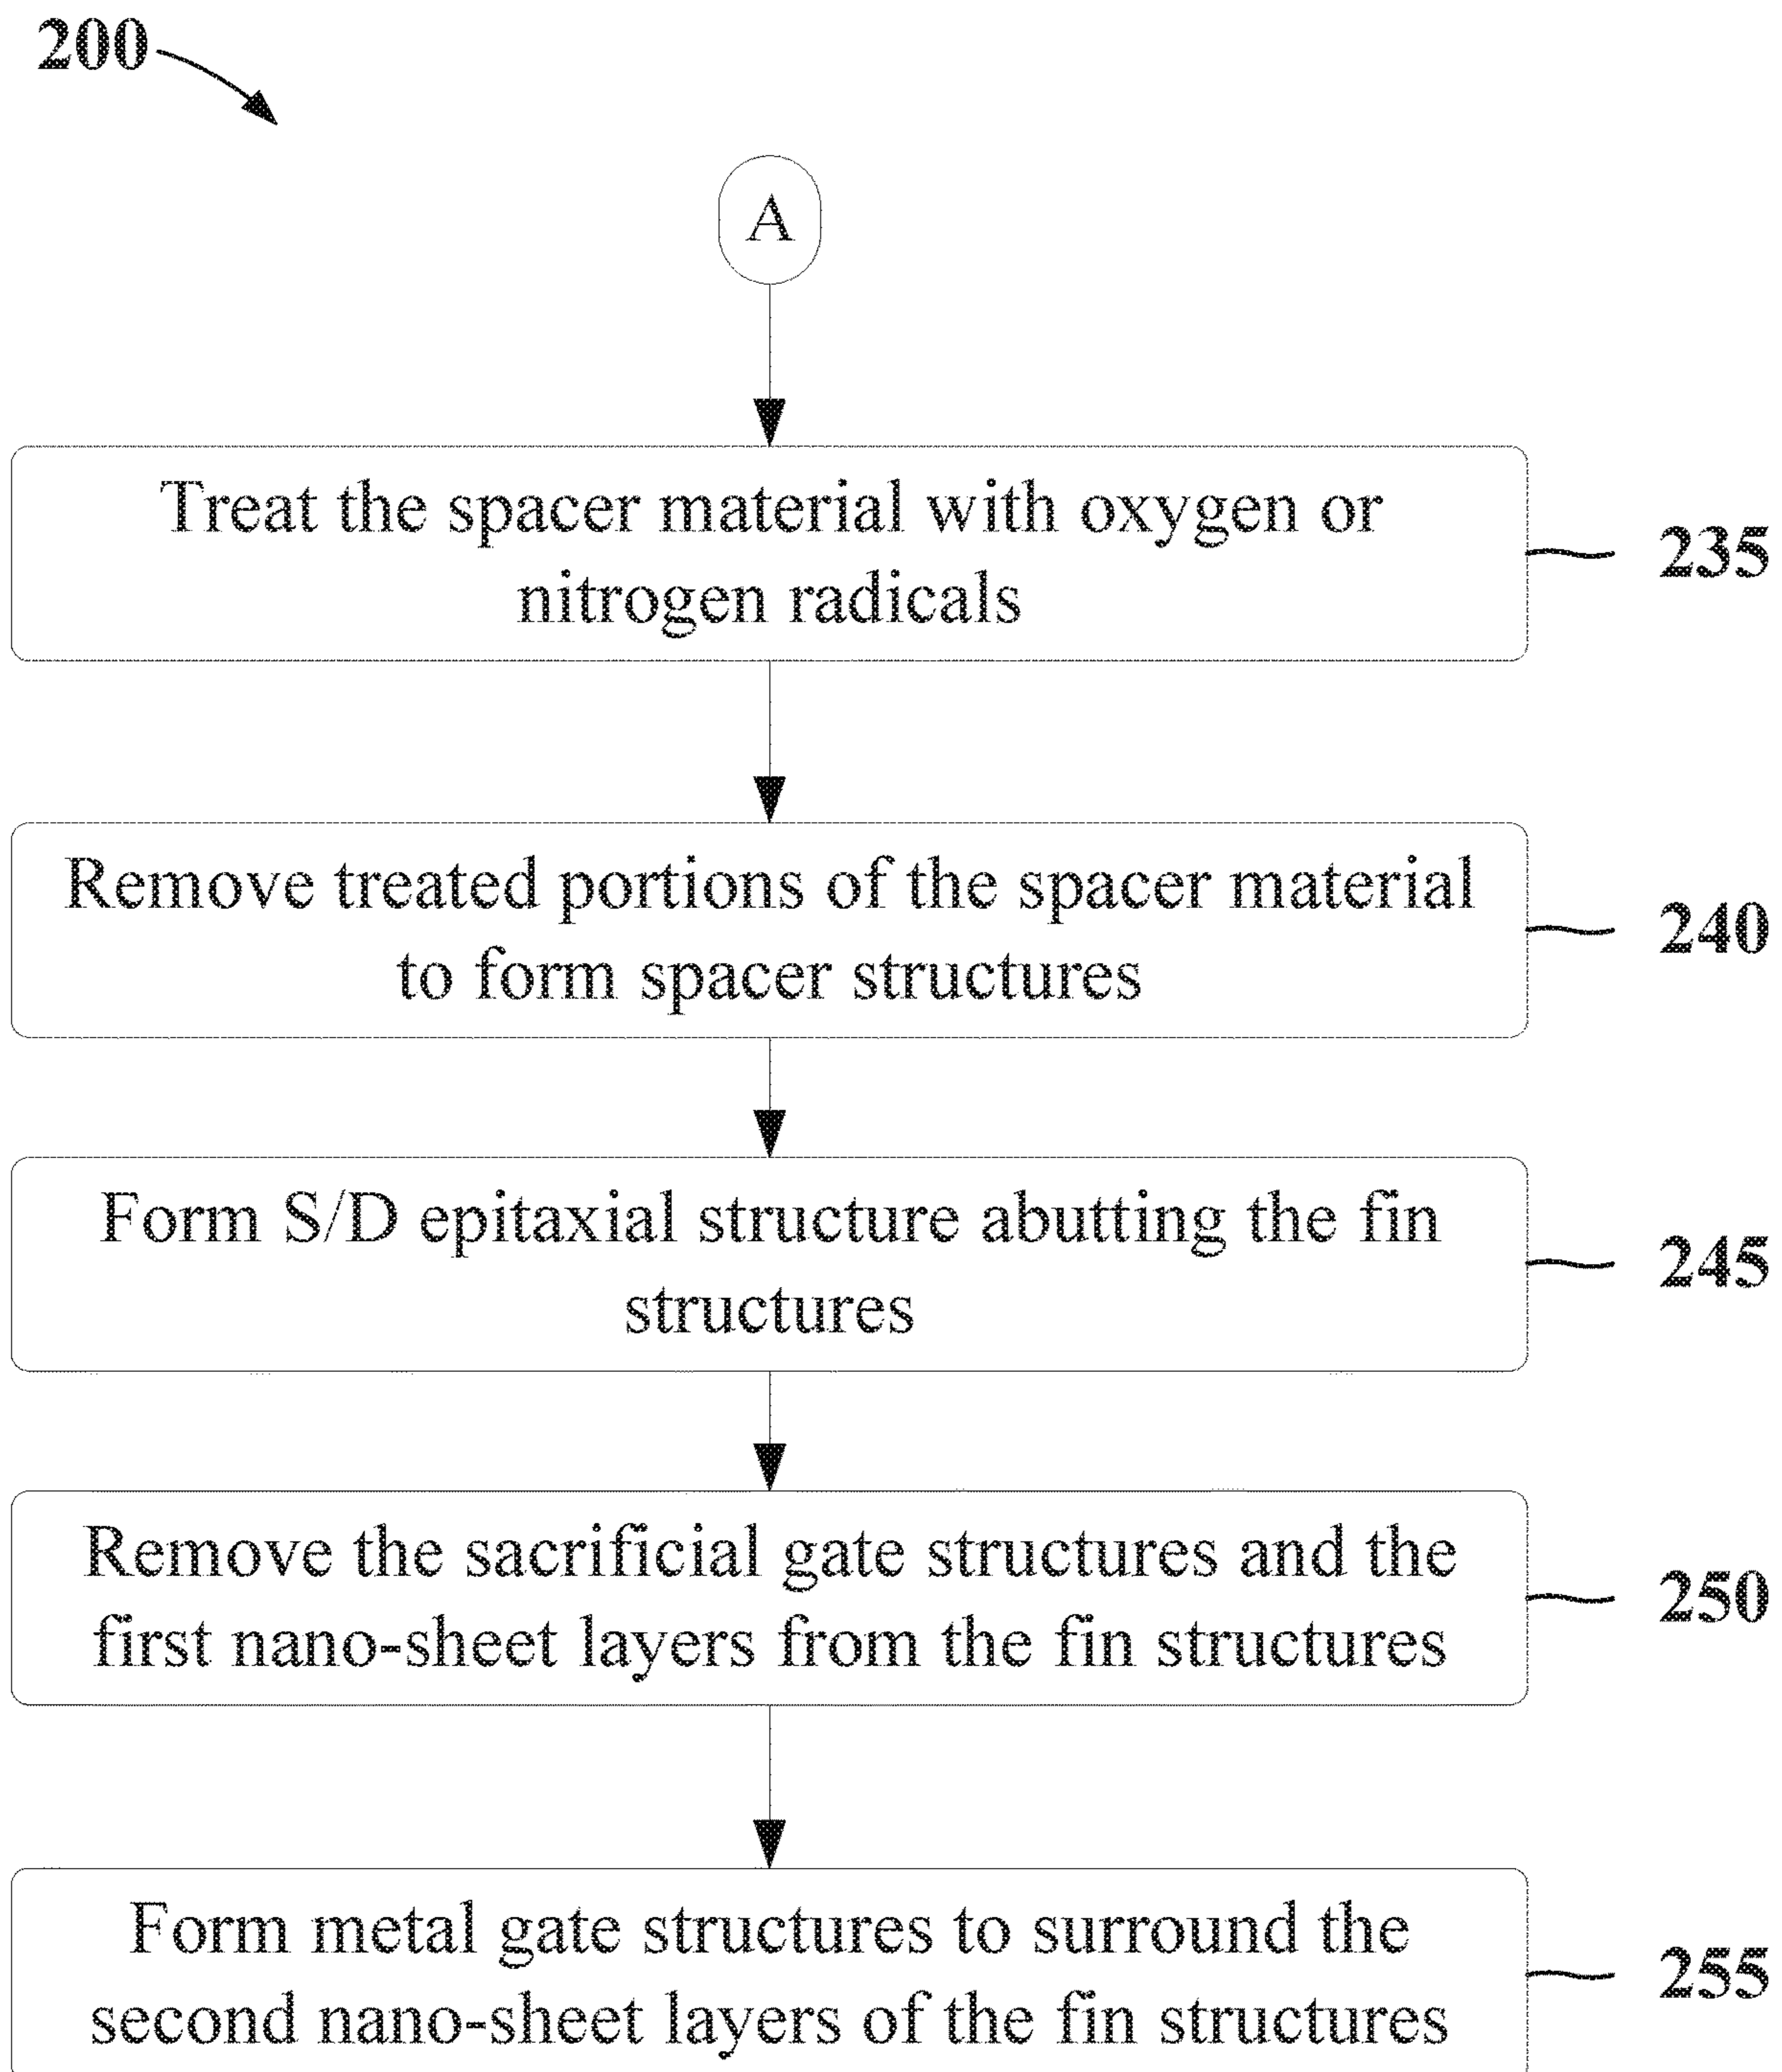 200
A
Treat the spacer material with oxygen or
nitrogen radicals
235
Remove treated portions of the spacer material
to form spacer structures
240
Form S/D epitaxial structure abutting the fin
structures
245
Remove the sacrificial gate structures and the
first nano-sheet layers from the fin structures
250
Form metal gate structures to surround the
second nano-sheet layers of the fin structures
255